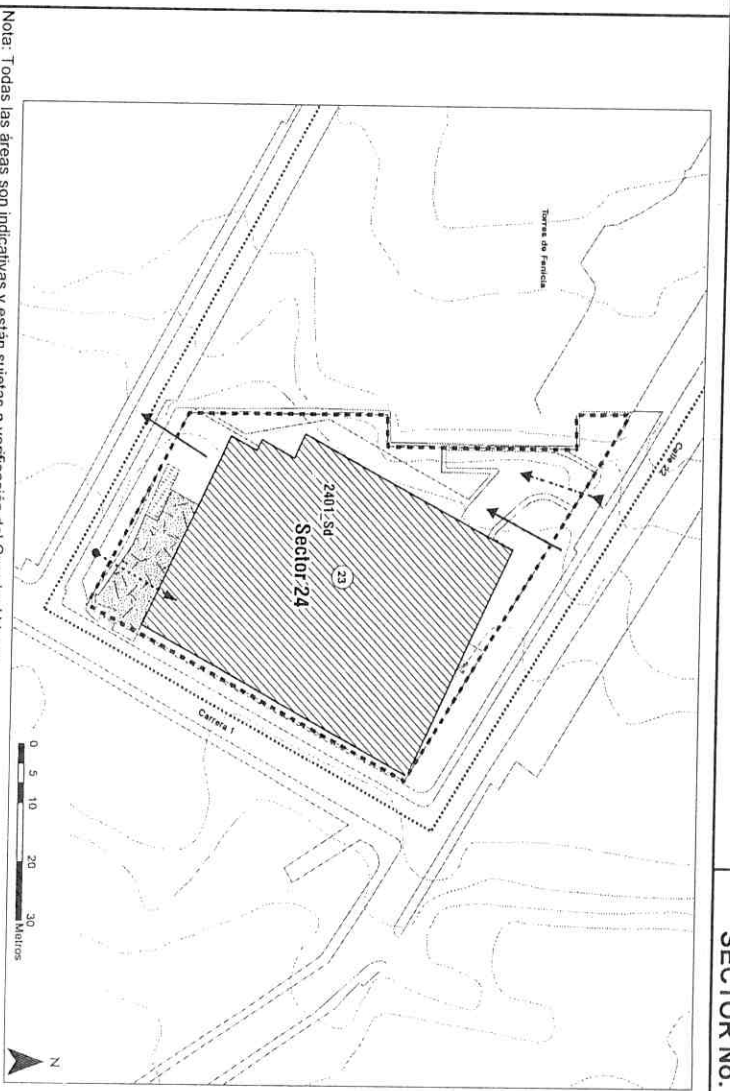 SECTOR No.
Torres de Fenicia
Calle 22
2401_Sd
23
Sector 24
Carrera 1
0 5 10 20 30
Metros
N
Nota: Todas las áreas son indicativas y están sujetas a verificación del